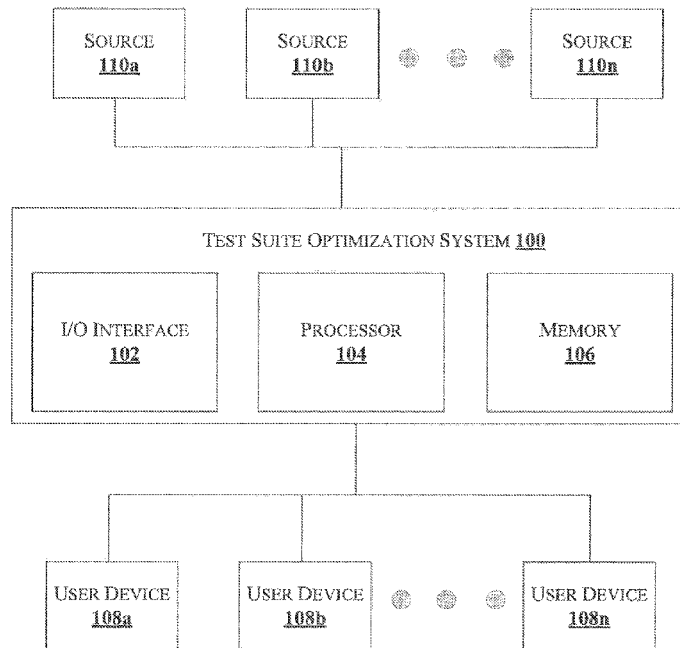 SOURCE
110a
SOURCE
110b
SOURCE
110n
TEST SUITE OPTIMIZATION SYSTEM 100
I/O INTERFACE
102
PROCESSOR
104
MEMORY
106
USER DEVICE
108a
USER DEVICE
108b
USER DEVICE
108n